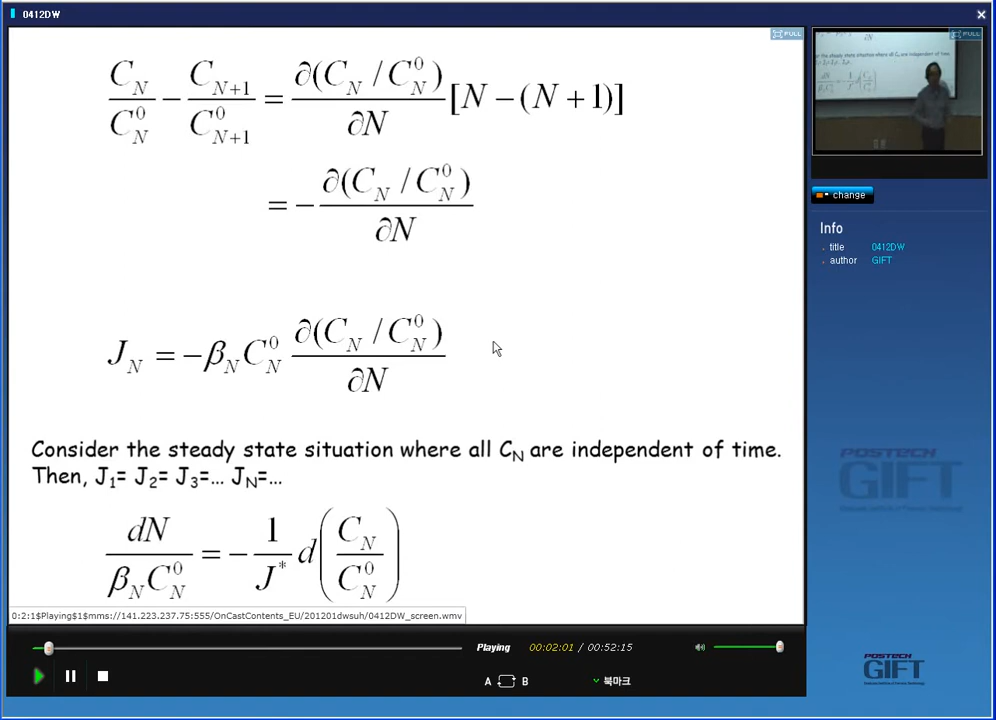 0412DW
FULL
FULL
C_N / C_N^0 − C_{N+1} / C_{N+1}^0 = ∂(C_N / C_N^0) / ∂N [N − (N + 1)]
= − ∂(C_N / C_N^0) / ∂N
J_N = −β_N C_N^0 ∂(C_N / C_N^0) / ∂N
Consider the steady state situation where all C_N are independent of time.
Then, J_1= J_2= J_3=... J_N=...
dN / β_N C_N^0 = − 1 / J^* d(C_N / C_N^0)
0:2:1$Playing$1$mms://141.223.237.75:555/OnCastContents_EU/201201dwsuh/0412DW_screen.wmv
change
Info
title 0412DW
author GIFT
POSTECH
GIFT
Playing 00:02:01 / 00:52:15
A B 북마크
POSTECH
GIFT